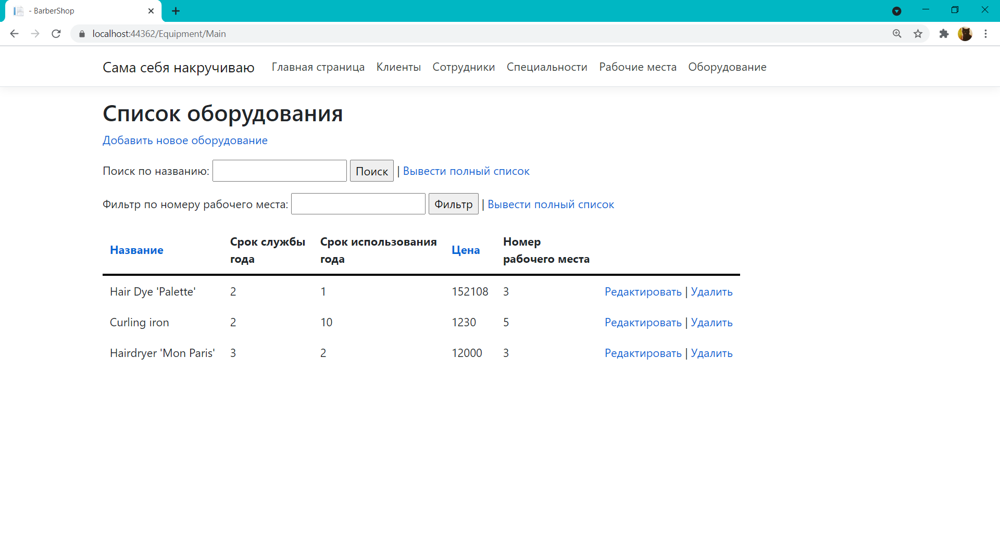 - BarberShop
localhost:44362/Equipment/Main
Сама себя накручиваю Главная страница Клиенты Сотрудники Специальности Рабочие места Оборудование
Список оборудования
Добавить новое оборудование
Поиск по названию: Поиск | Вывести полный список
Фильтр по номеру рабочего места: Фильтр | Вывести полный список
Название Срок службы года Срок использования года Цена Номер рабочего места
Hair Dye 'Palette' 2 1 152108 3 Редактировать | Удалить
Curling iron 2 10 1230 5 Редактировать | Удалить
Hairdryer 'Mon Paris' 3 2 12000 3 Редактировать | Удалить